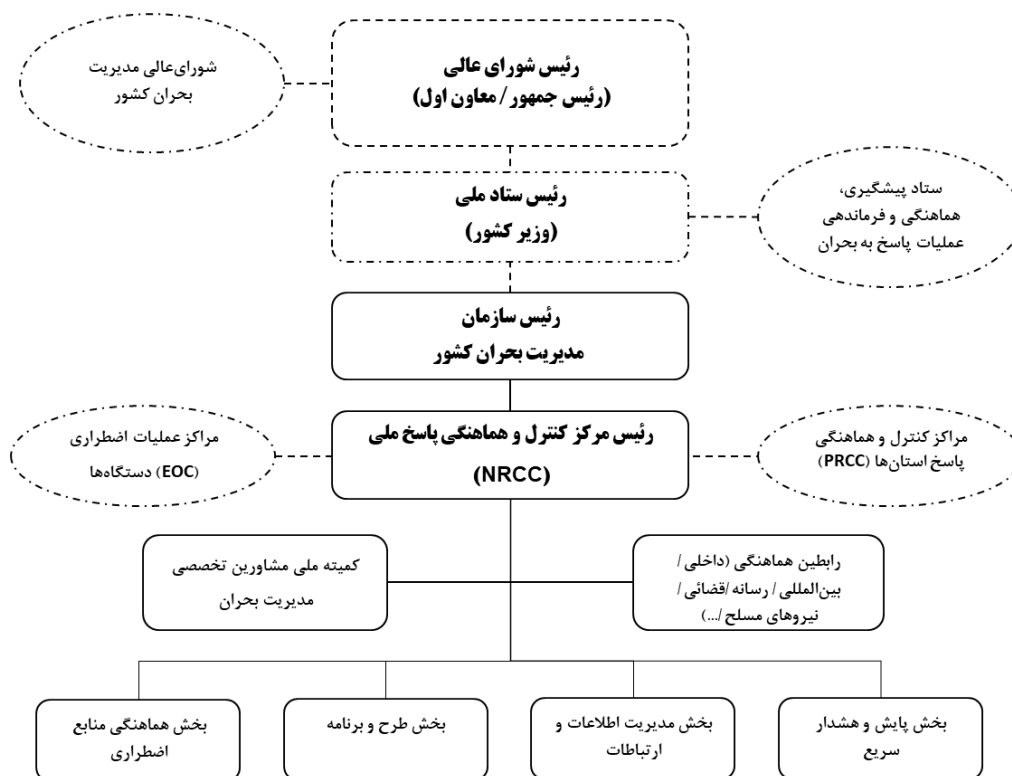 رئیس شورای عالی
(رئیس جمهور / معاون اول)
شورای‌عالی مدیریت
بحران کشور
رئیس ستاد ملی
(وزیر کشور)
ستاد پیشگیری،
هماهنگی و فرماندهی
عملیات پاسخ به بحران
رئیس سازمان
مدیریت بحران کشور
مراکز کنترل و هماهنگی
پاسخ استان‌ها (PRCC)
رئیس مرکز کنترل و هماهنگی پاسخ ملی
(NRCC)
مراکز عملیات اضطراری
(EOC) دستگاه‌ها
رابطین هماهنگی (داخلی /
بین‌المللی / رسانه /قضائی /
نیروهای مسلح /...)
کمیته ملی مشاورین تخصصی
مدیریت بحران
بخش پایش و هشدار
سریع
بخش مدیریت اطلاعات و
ارتباطات
بخش طرح و برنامه
بخش هماهنگی منابع
اضطراری